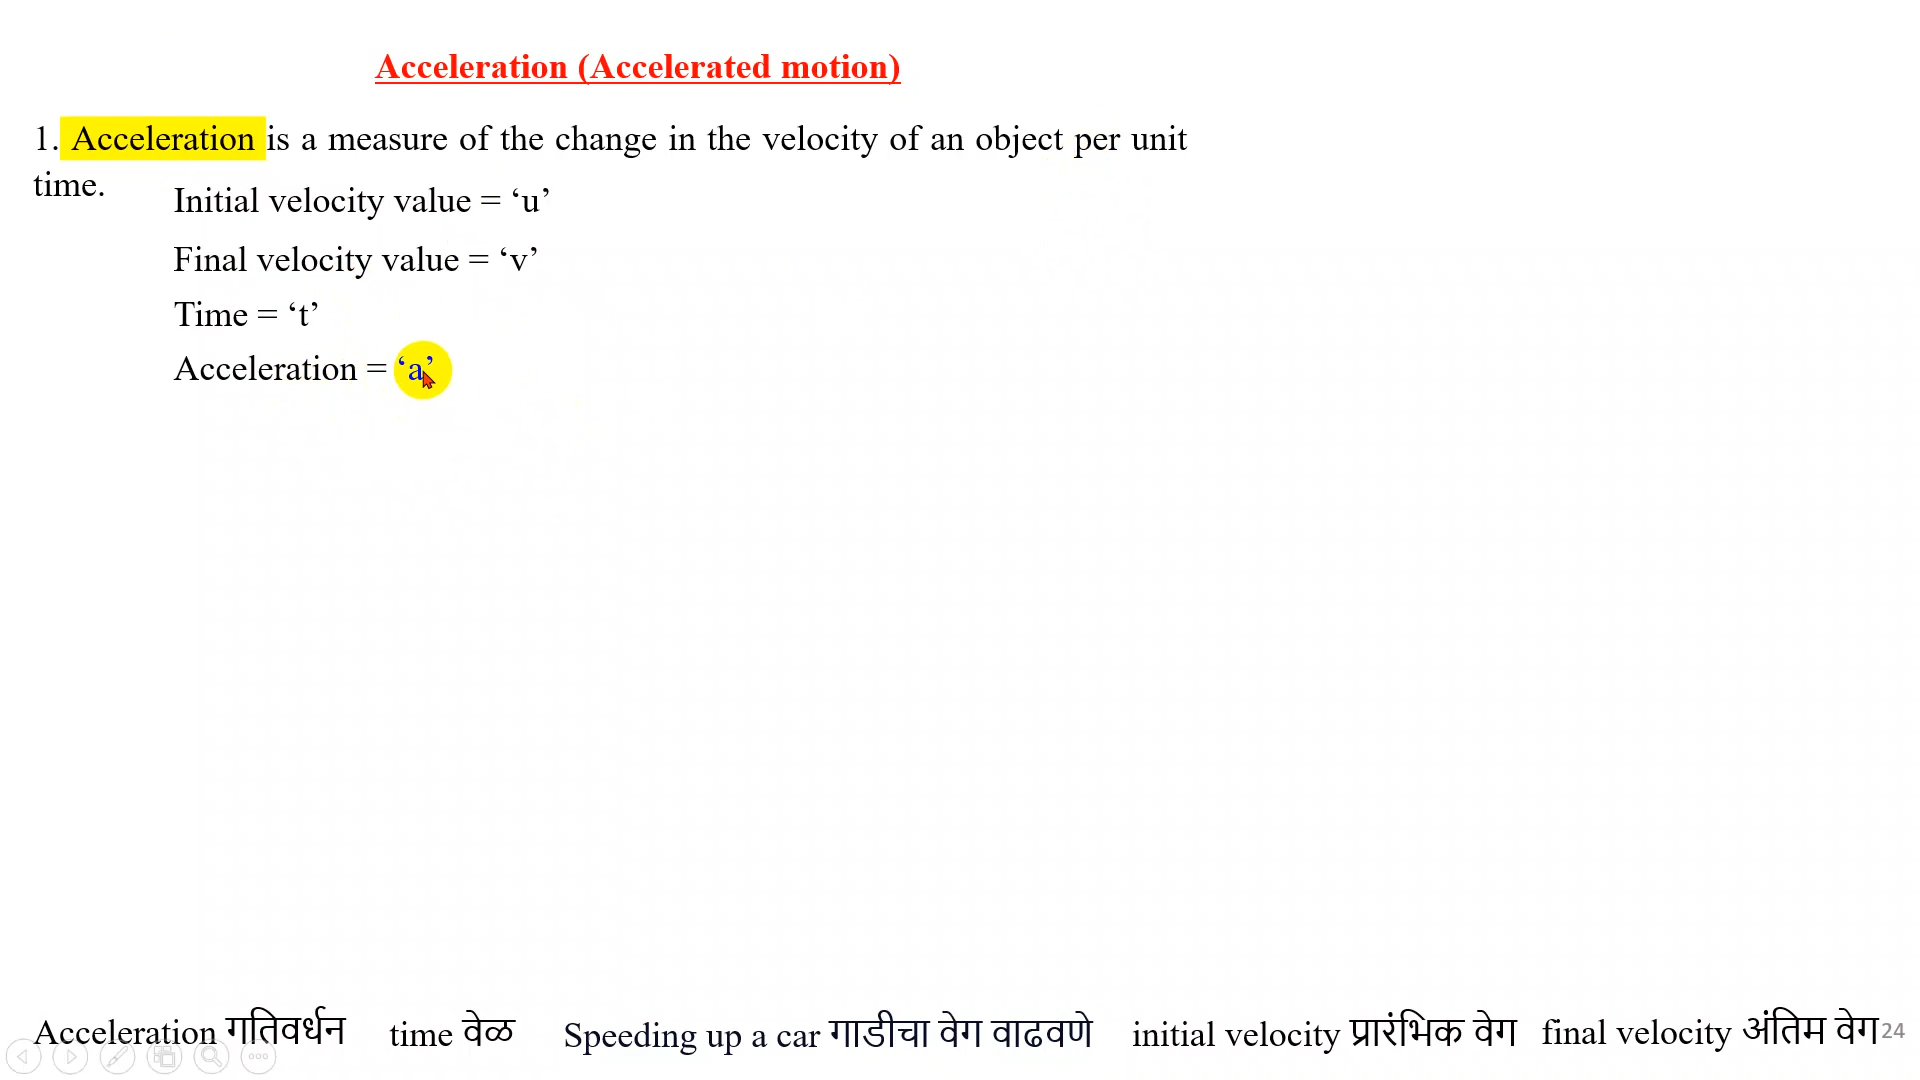 Acceleration (Accelerated motion)
1. Acceleration is a measure of the change in the velocity of an object per unit
time.
Initial velocity value = ‘u’
Final velocity value = ‘v’
Time = ‘t’
Acceleration = ‘a’
Acceleration गतिवर्धन time वेळ Speeding up a car गाडीचा वेग वाढवणे initial velocity प्रारंभिक वेग final velocity अंतिम वेग 24